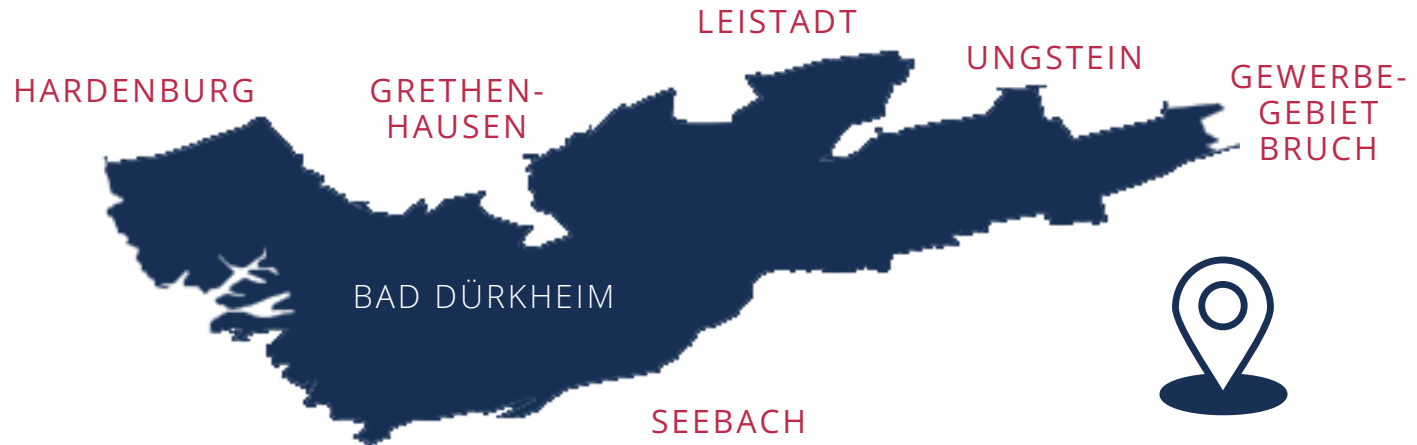 LEISTADT
UNGSTEIN
HARDENBURG
GRETHEN-
HAUSEN
GEWERBE-
GEBIET
BRUCH
BAD DÜRKHEIM
SEEBACH